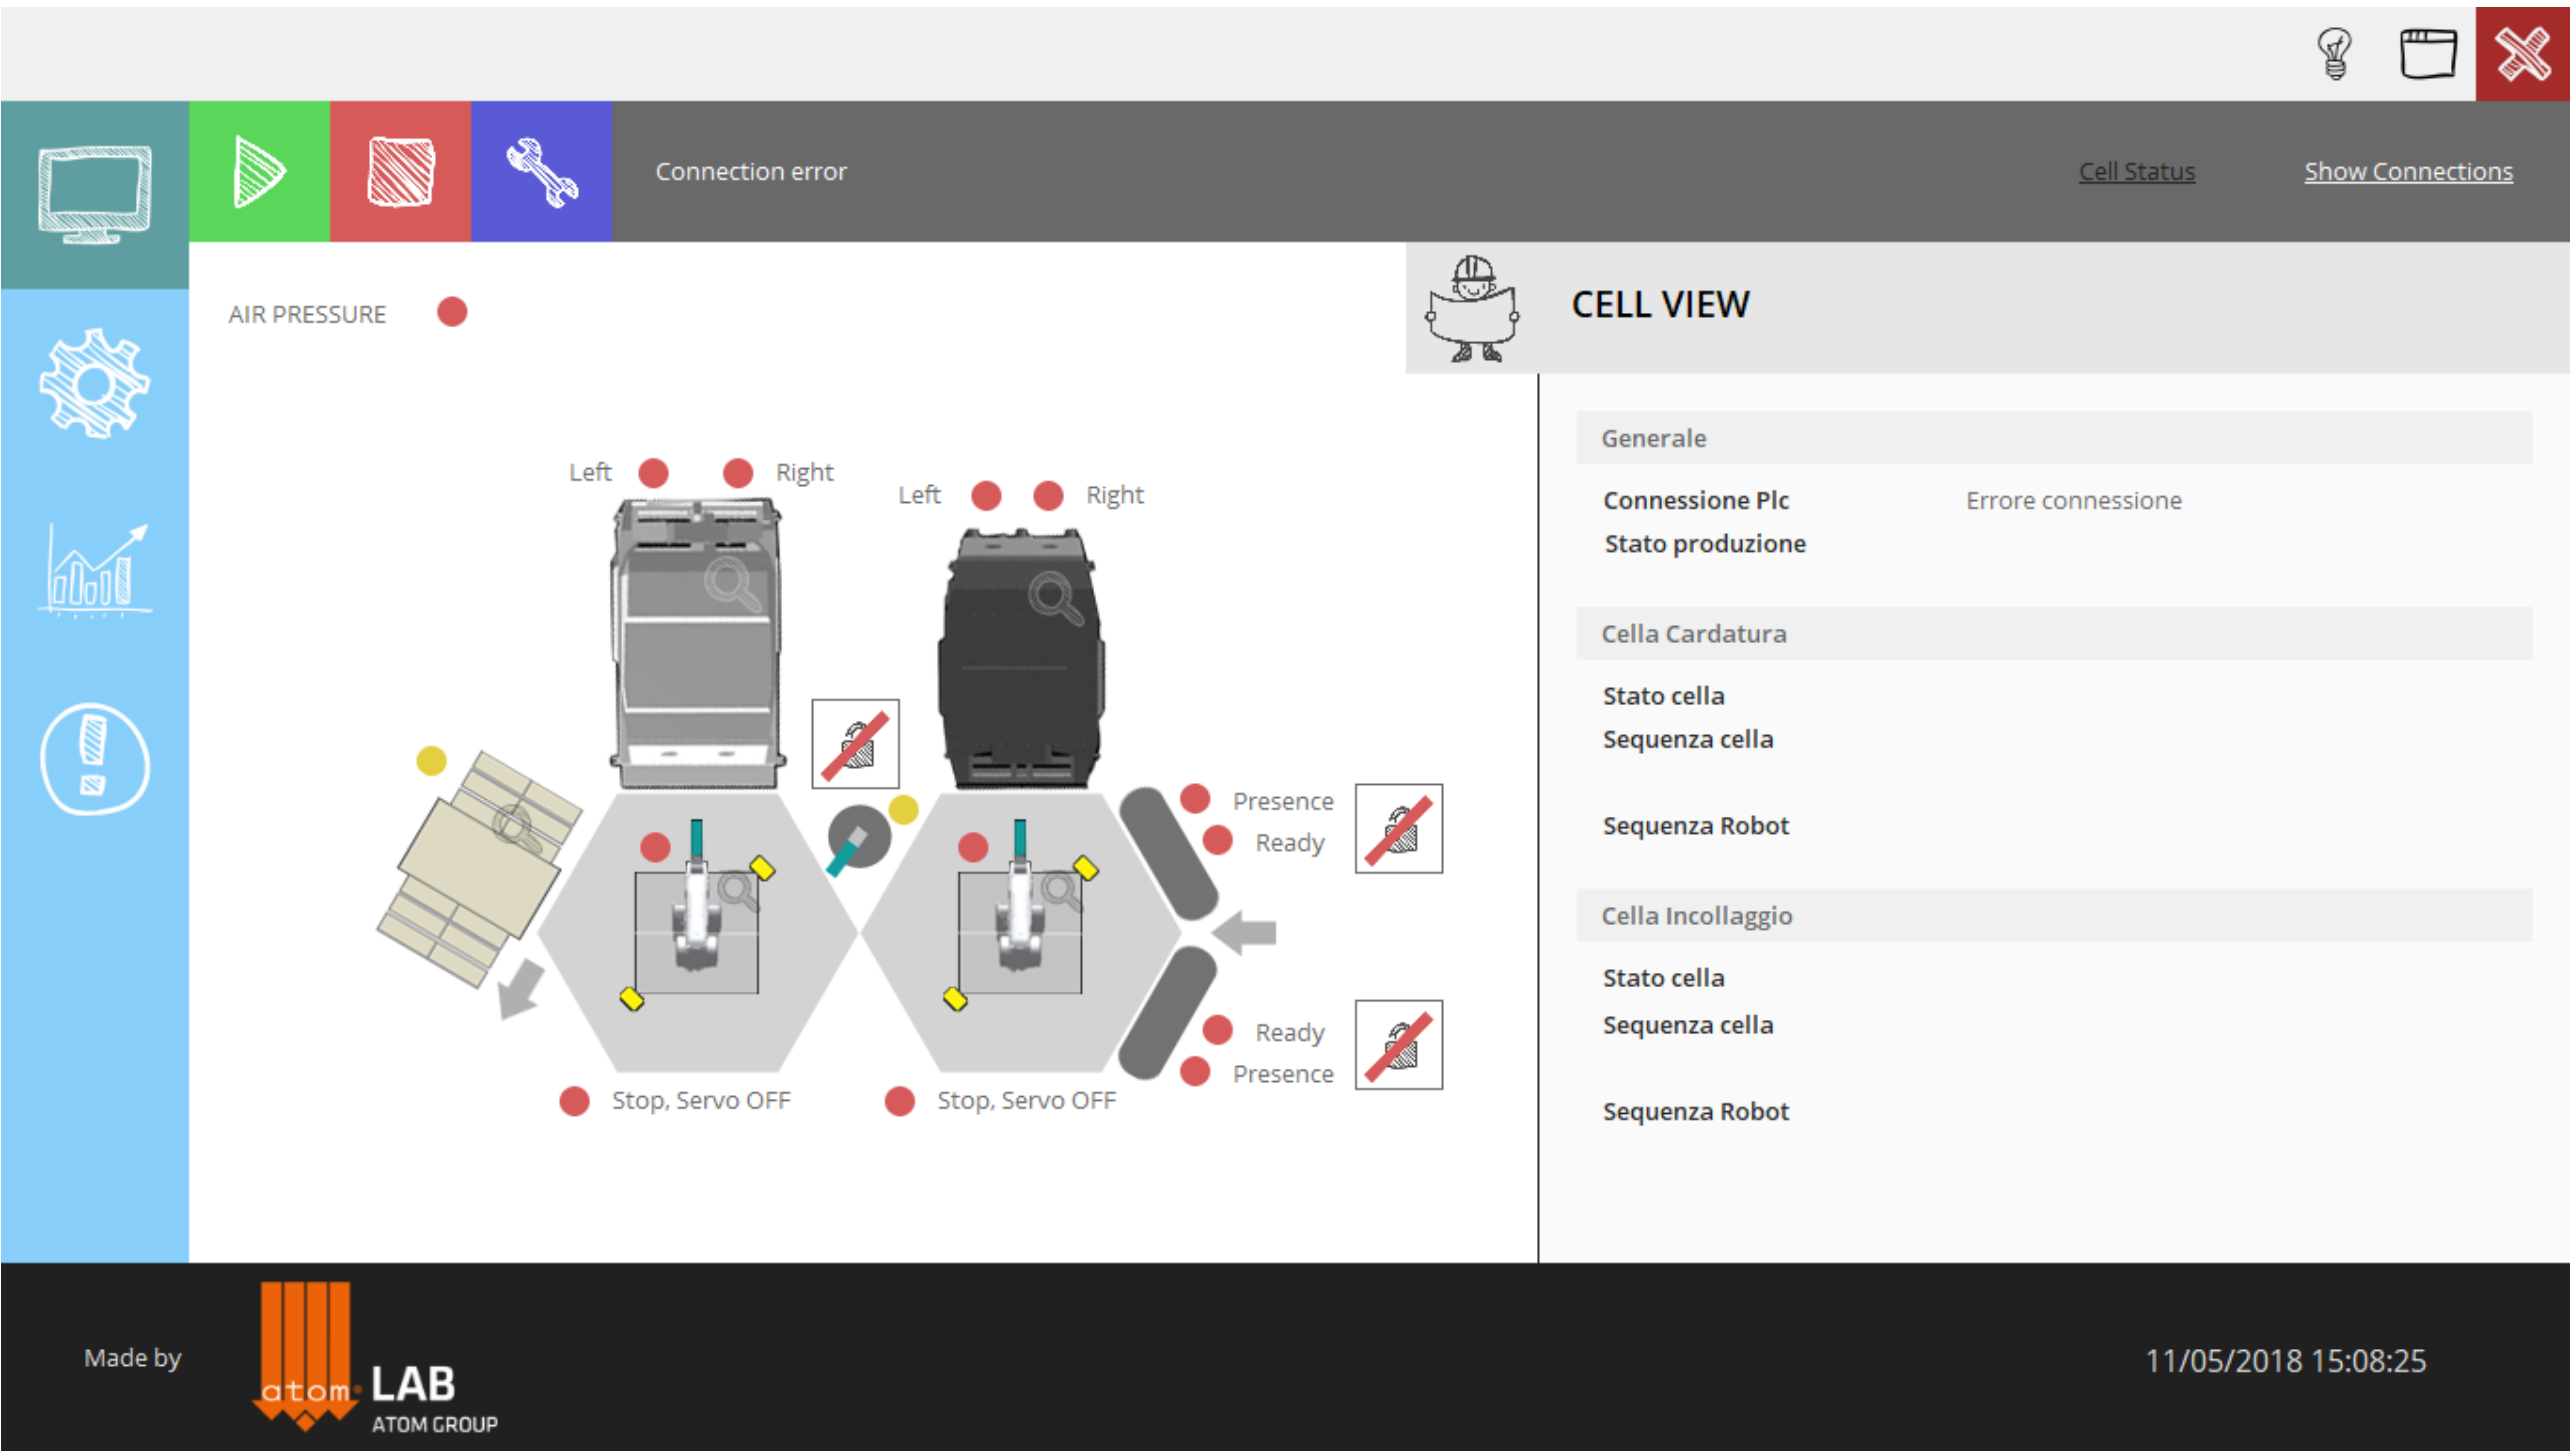 Connection error
Cell Status
Show Connections
AIR PRESSURE
CELL VIEW
Left
Right
Left
Right
Presence
Ready
Ready
Presence
Stop, Servo OFF
Stop, Servo OFF
Generale
Connessione Plc
Errore connessione
Stato produzione
Cella Cardatura
Stato cella
Sequenza cella
Sequenza Robot
Cella Incollaggio
Stato cella
Sequenza cella
Sequenza Robot
Made by
atom
LAB
ATOM GROUP
11/05/2018 15:08:25